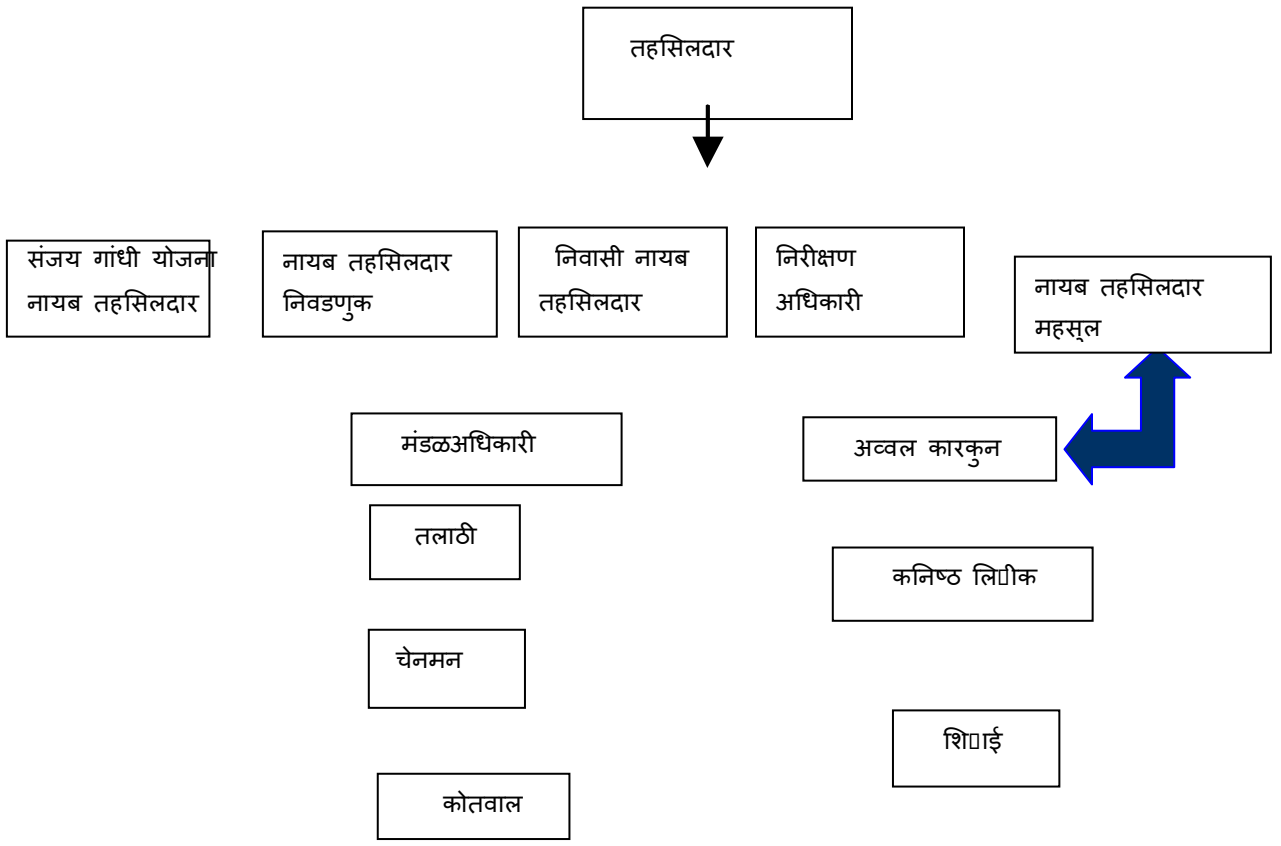 तहसिलदार
संजय गांधी योजना
नायब तहसिलदार
नायब तहसिलदार
निवडणुक
निवासी नायब
तहसिलदार
निरीक्षण
अधिकारी
नायब तहसिलदार
महसूल
मंडळअधिकारी
अव्वल कारकुन
तलाठी
कनिष्ठ
चेनमन
कोतवाल